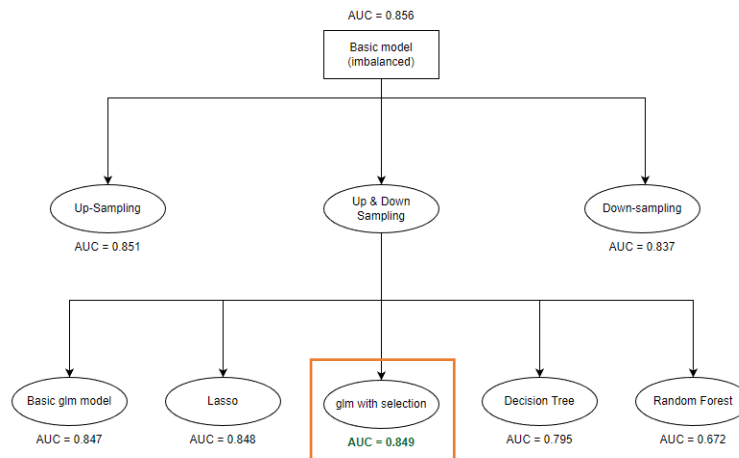 AUC = 0.856
Basic model
(imbalanced)
Up-Sampling
Up & Down
Sampling
Down-sampling
AUC = 0.851
AUC = 0.837
Basic glm model
Lasso
glm with selection
Decision Tree
Random Forest
AUC = 0.847
AUC = 0.848
AUC = 0.849
AUC = 0.795
AUC = 0.672